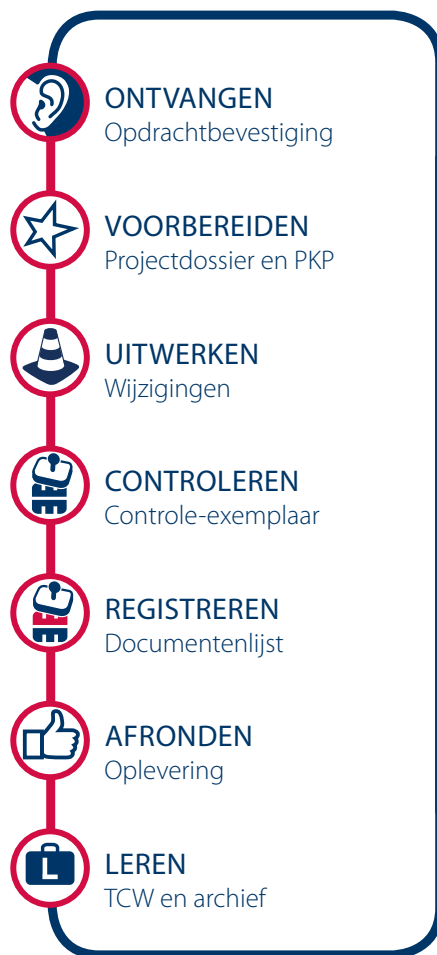 ONTVANGEN
Opdrachtbevestiging
VOORBEREIDEN
Projectdossier en PKP
UITWERKEN
Wijzigingen
CONTROLEREN
Controle-exemplaar
REGISTREREN
Documentenlijst
AFRONDEN
Oplevering
L
LEREN
TCW en archief